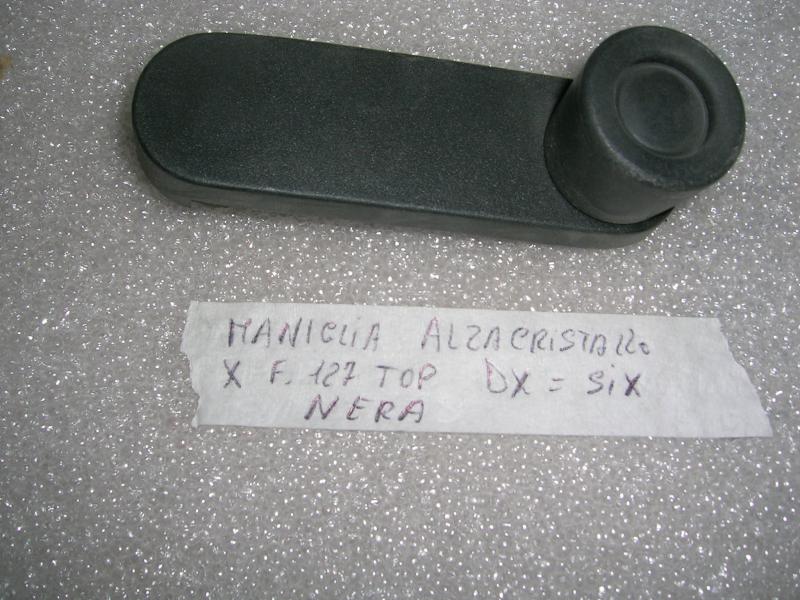 MANIGLIA ALZACRISTALLO
X F. 127 TOP DX = SiX
NERA